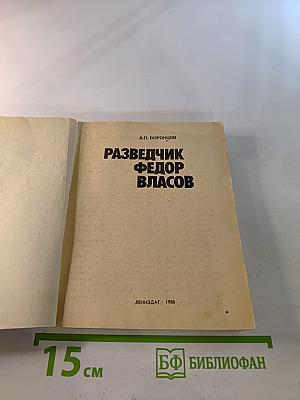 А.П. ВОРОНЦОВ
РАЗВЕДЧИК
ФЕДОР
ВЛАСОВ
ЛЕНИЗДАТ · 1986
15 см
БФ БИБЛИОФАН